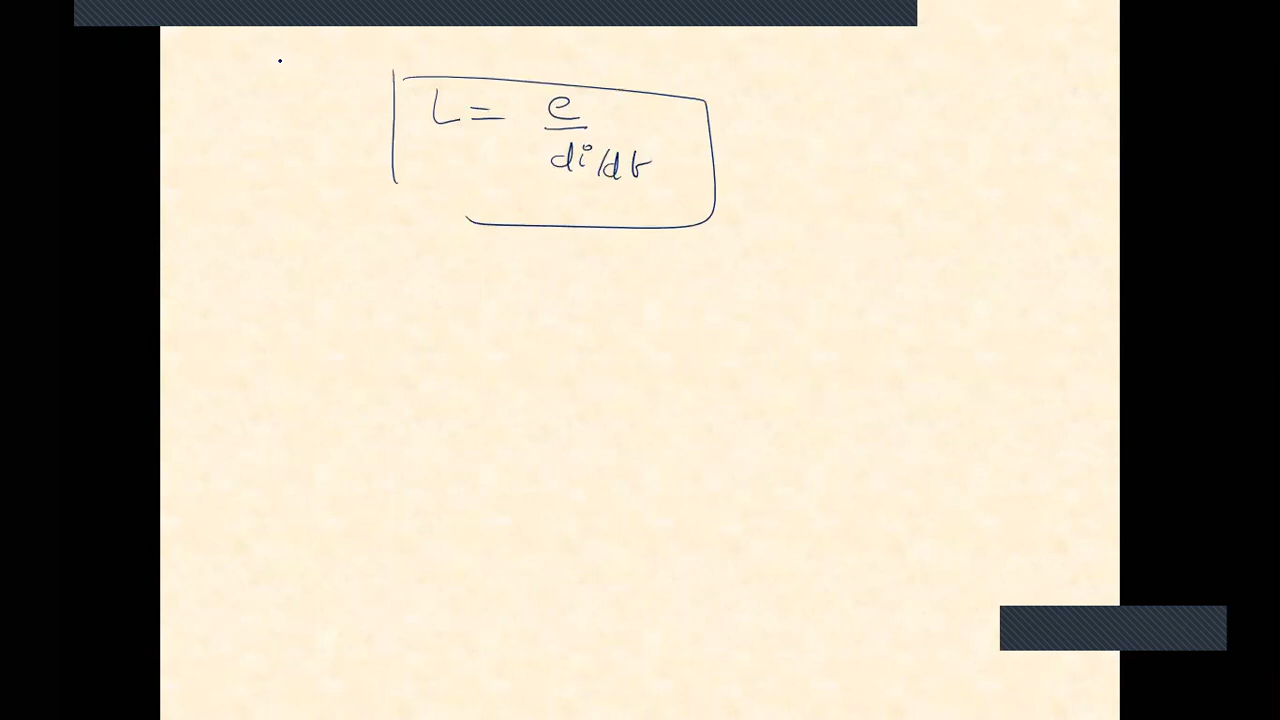 L = e
di/dt